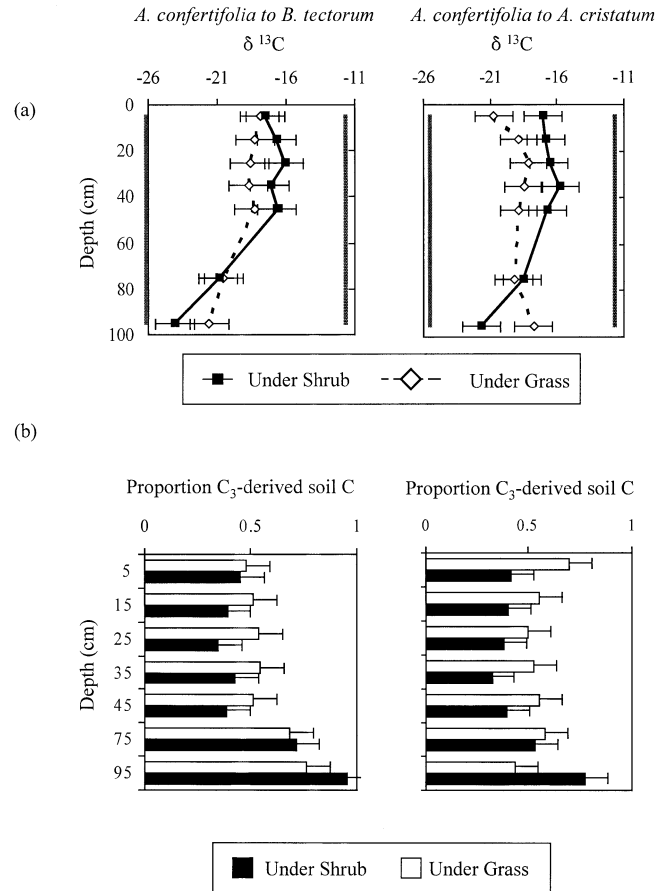 A. confertifolia to B. tectorum
A. confertifolia to A. cristatum
δ 13C
δ 13C
-26 -21 -16 -11
-21 -16 -11
(a)
0
20
40
60
80
100
Depth (cm)
Under Shrub
Under Grass
(b)
Proportion C3-derived soil C
Proportion C3-derived soil C
0 0.5 1
0 0.5 1
5
15
25
35
45
75
95
Depth (cm)
Under Shrub
Under Grass